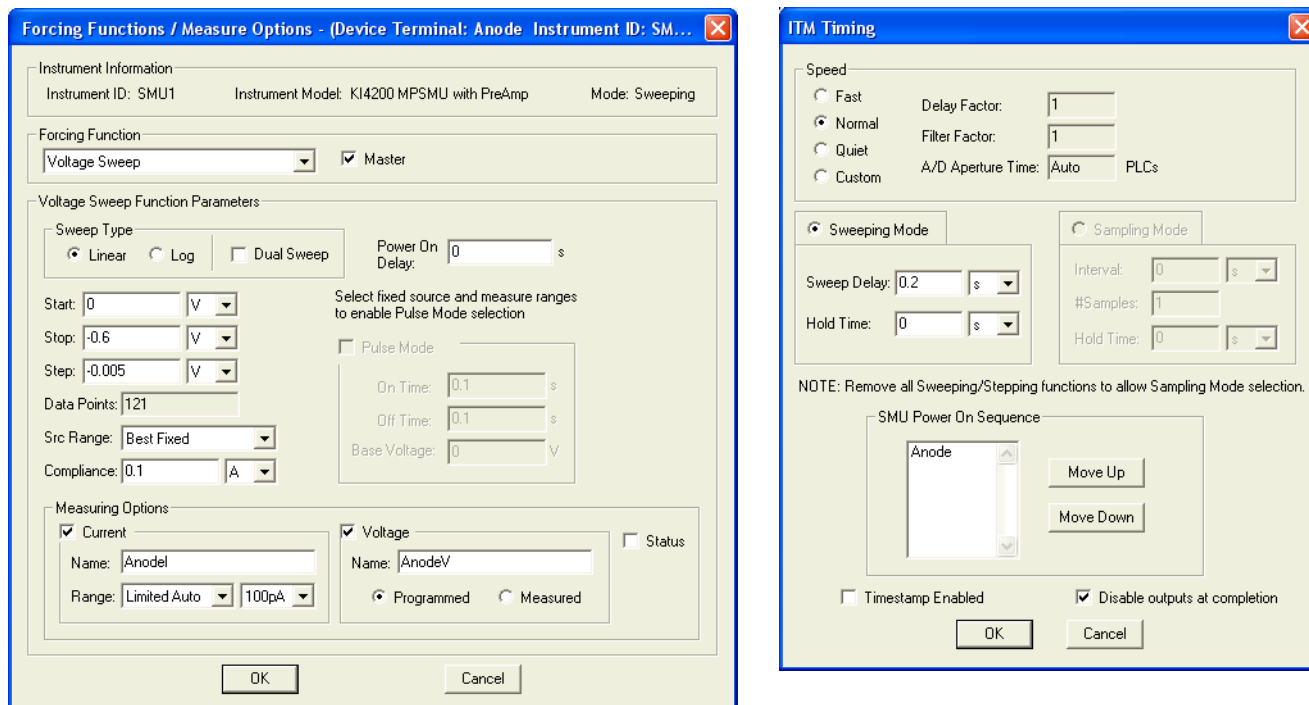 Forcing Functions / Measure Options - (Device Terminal: Anode Instrument ID: SM...
Instrument Information
Instrument ID: SMU1 Instrument Model: KI4200 MPSMU with PreAmp Mode: Sweeping
Forcing Function
Voltage Sweep Master
Voltage Sweep Function Parameters
Sweep Type
Linear Log Dual Sweep
Power On Delay: 0 s
Start: 0 V
Stop: -0.6 V
Step: -0.005 V
Data Points: 121
Src Range: Best Fixed
Compliance: 0.1 A
Select fixed source and measure ranges
to enable Pulse Mode selection
Pulse Mode
On Time: 0.1 s
Off Time: 0.1 s
Base Voltage: 0 V
Measuring Options
Current
Name: AnodeI
Range: Limited Auto 100pA
Voltage
Name: AnodeV
Programmed Measured
Status
OK Cancel
ITM Timing
Speed
Fast
Normal
Quiet
Custom
Delay Factor: 1
Filter Factor: 1
A/D Aperture Time: Auto PLCs
Sweeping Mode
Sweep Delay: 0.2 s
Hold Time: 0 s
Sampling Mode
Interval: 0 s
#Samples: 1
Hold Time: 0 s
NOTE: Remove all Sweeping/Stepping functions to allow Sampling Mode selection.
SMU Power On Sequence
Anode
Move Up
Move Down
Timestamp Enabled Disable outputs at completion
OK Cancel